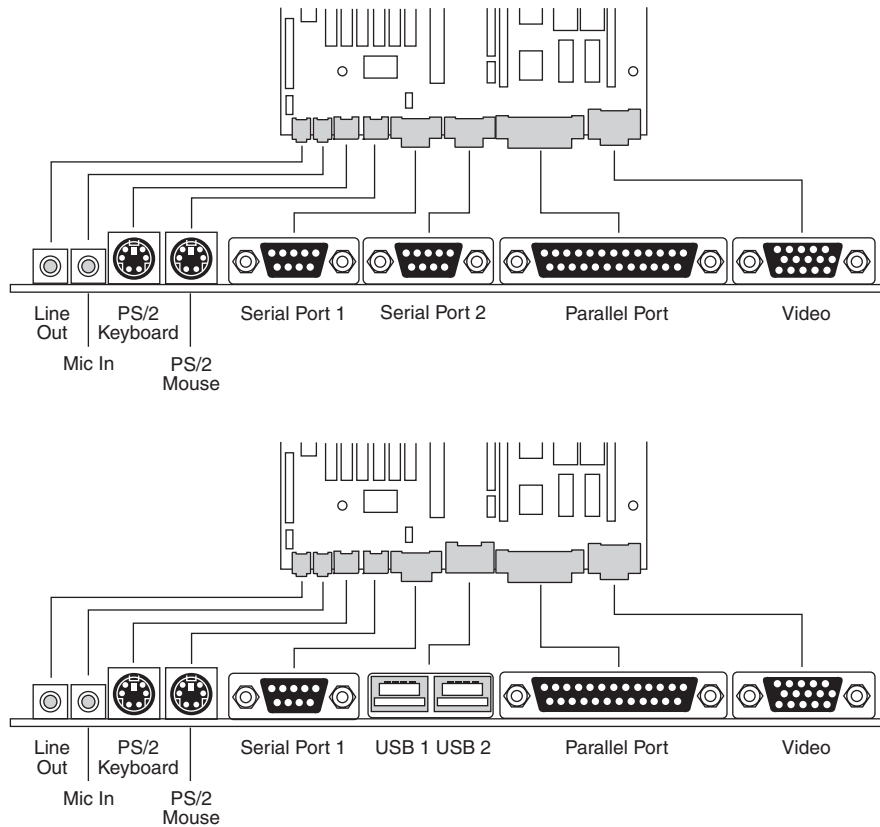 Line
Out
PS/2
Keyboard
Serial Port 1
Serial Port 2
Parallel Port
Video
Mic In
PS/2
Mouse
Line
Out
PS/2
Keyboard
Serial Port 1
USB 1 USB 2
Parallel Port
Video
Mic In
PS/2
Mouse